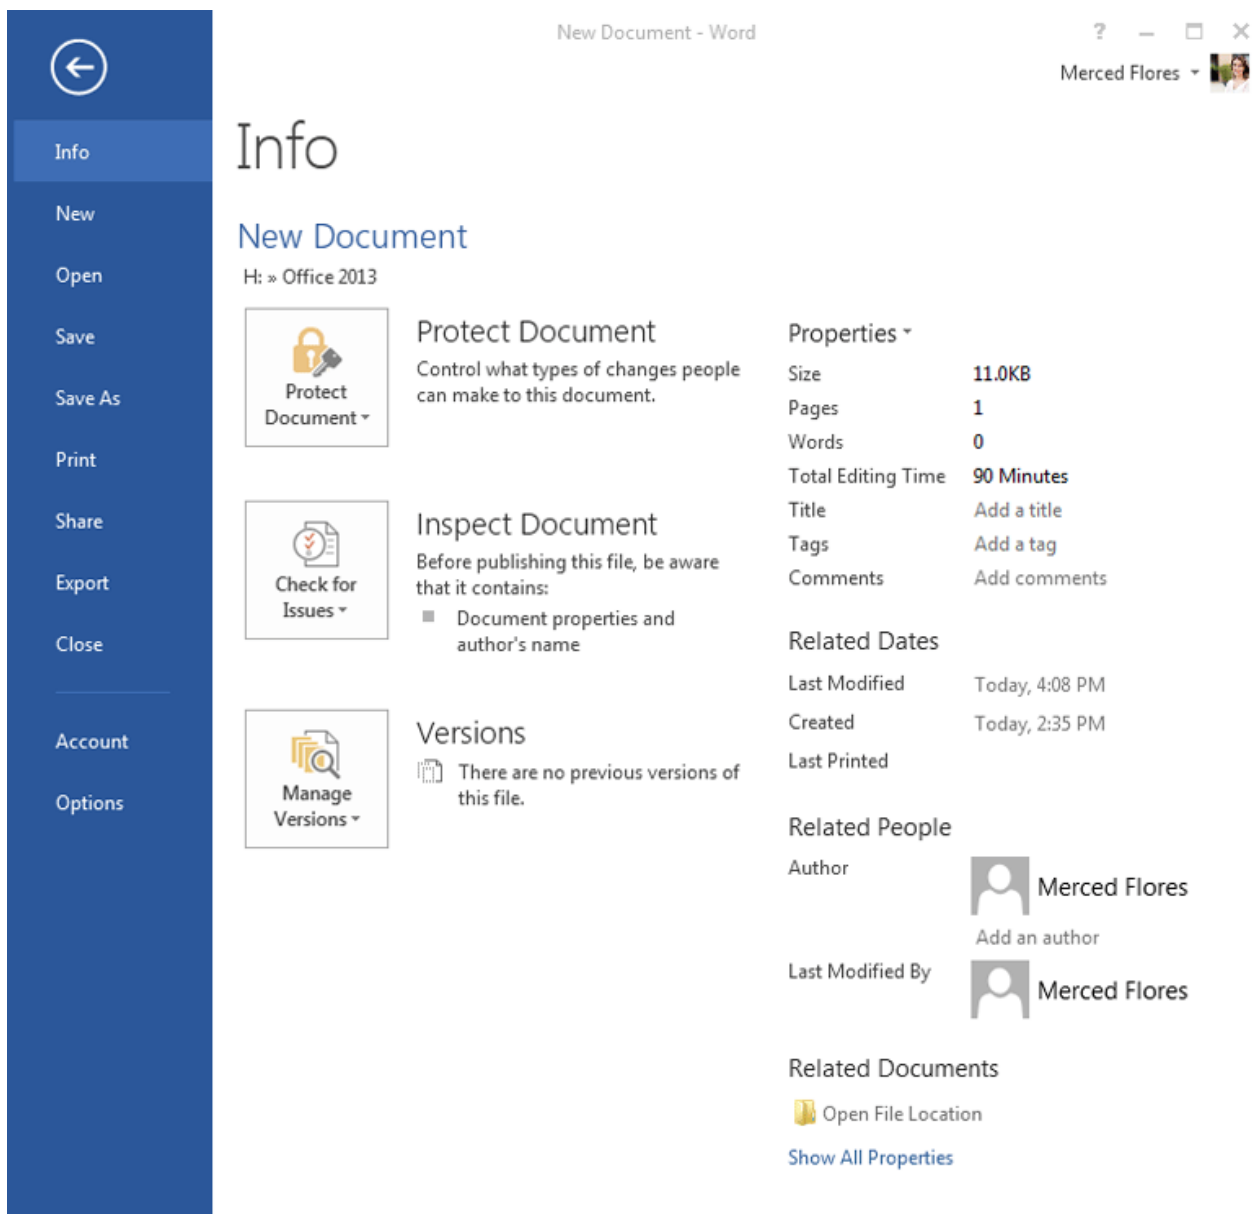 New Document - Word
?
Merced Flores
Info
New
Open
Save
Save As
Print
Share
Export
Close
Account
Options
Info
New Document
H: » Office 2013
Protect
Document
Protect Document
Control what types of changes people
can make to this document.
Check for
Issues
Inspect Document
Before publishing this file, be aware
that it contains:
Document properties and
author's name
Manage
Versions
Versions
There are no previous versions of
this file.
Properties
Size 11.0KB
Pages 1
Words 0
Total Editing Time 90 Minutes
Title Add a title
Tags Add a tag
Comments Add comments
Related Dates
Last Modified Today, 4:08 PM
Created Today, 2:35 PM
Last Printed
Related People
Author Merced Flores
Add an author
Last Modified By Merced Flores
Related Documents
Open File Location
Show All Properties